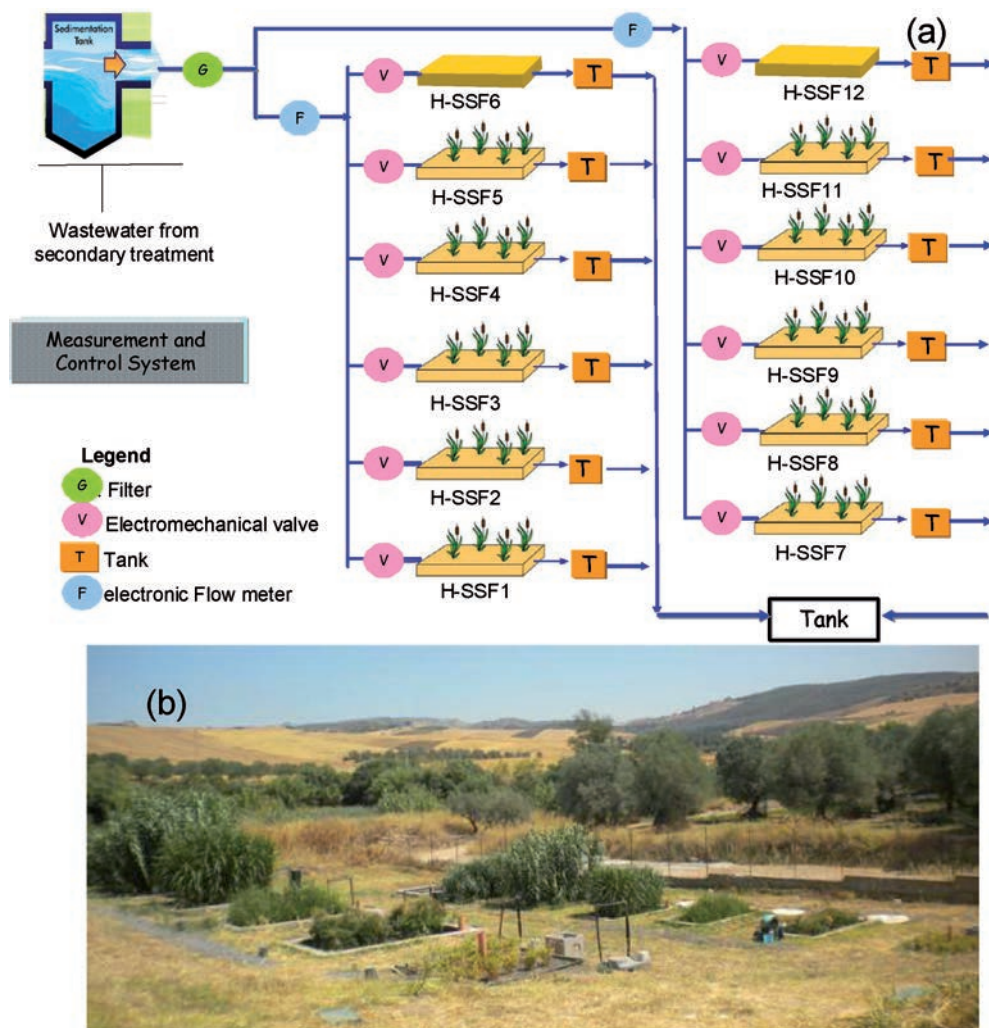 (a)
Sedimentation
Tank
G
F
F
V
T
H-SSF6
V
T
H-SSF5
V
T
H-SSF4
V
T
H-SSF3
V
T
H-SSF2
V
T
H-SSF1
V
T
H-SSF12
V
T
H-SSF11
V
T
H-SSF10
V
T
H-SSF9
V
T
H-SSF8
V
T
H-SSF7
Wastewater from
secondary treatment
Measurement and
Control System
Legend
G . Filter
V Electromechanical valve
T Tank
F electronic Flow meter
Tank
(b)